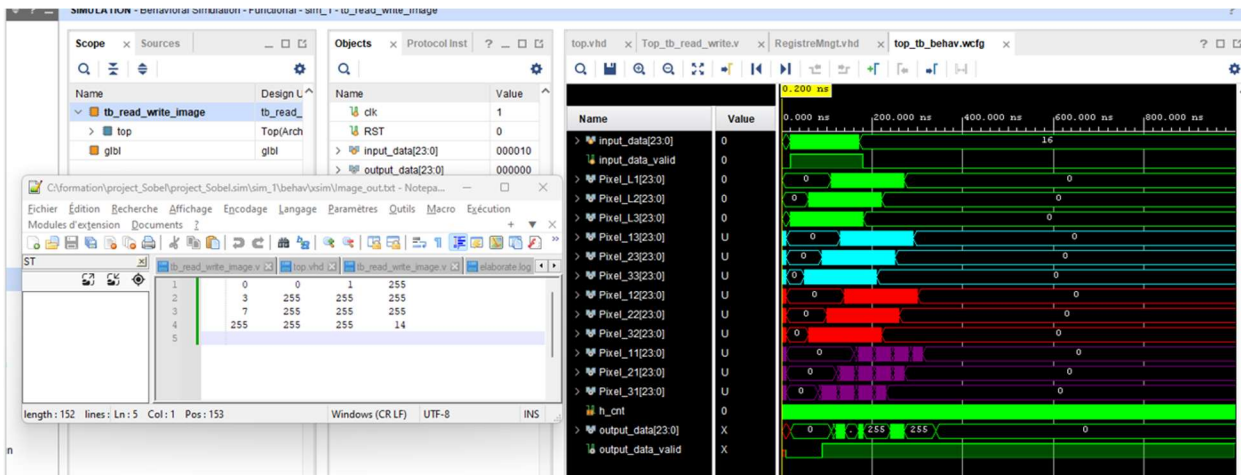 SIMULATION - Behavioral Simulation - Functional - sim_1 - tb_read_write_image
Scope × Sources
Name Design U
tb_read_write_image tb_read_
top Top(Arch
glbl glbl
Objects × Protocol Inst ?
Name Value
clk 1
RST 0
input_data[23:0] 000010
output_data[23:0] 000000
C:\formation\project_Sobel\project_Sobel.sim\sim_1\behav\xsim\Image_out.txt - Notepa...
Fichier Édition Recherche Affichage Encodage Langage Paramètres Outils Macro Exécution
Modules d'extension Documents ?
ST
tb_read_write_image.v top.vhd tb_read_write_image.v elaborate.log
1 0 0 1 255
2 3 255 255 255
3 7 255 255 255
4 255 255 255 14
5
length : 152 lines : Ln : 5 Col : 1 Pos : 153 Windows (CR LF) UTF-8 INS
top.vhd × Top_tb_read_write.v × RegistreMngt.vhd × top_tb_behav.wcfg ×
0.200 ns
Name Value 0.000 ns 200.000 ns 400.000 ns 600.000 ns 800.000 ns
input_data[23:0] 0 16
input_data_valid 0
Pixel_L1[23:0] 0 0 0
Pixel_L2[23:0] 0 0 0
Pixel_L3[23:0] 0 0
Pixel_13[23:0] U 0 0
Pixel_23[23:0] U 0 0
Pixel_33[23:0] U 0 0
Pixel_12[23:0] U 0 0
Pixel_22[23:0] U 0 0
Pixel_32[23:0] U 0 0
Pixel_11[23:0] U 0 0
Pixel_21[23:0] U 0 0
Pixel_31[23:0] U 0 0
h_cnt 0
output_data[23:0] X 0 . 255 255 0
output_data_valid X
n